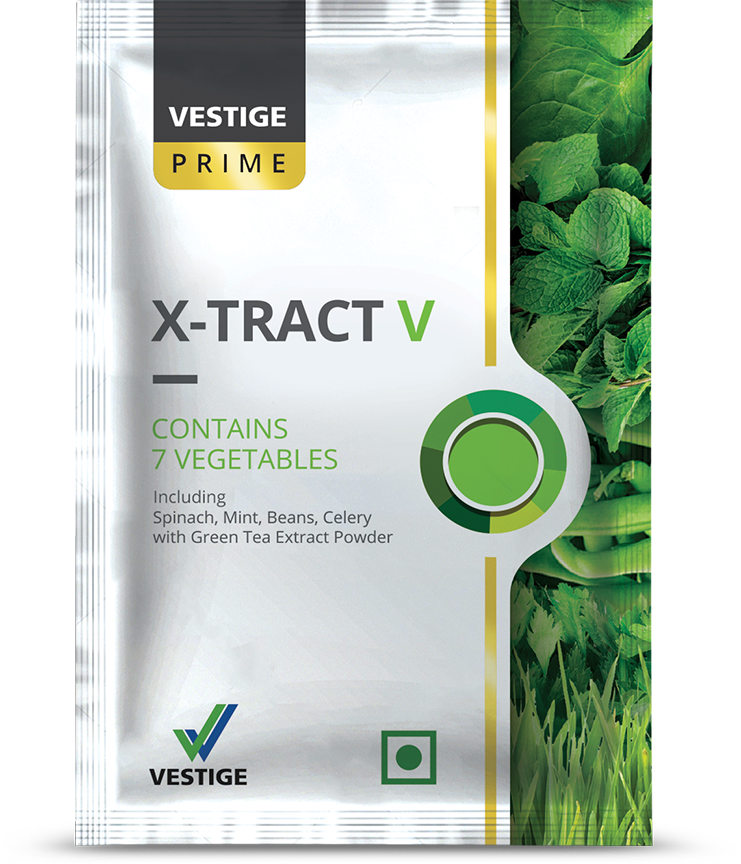 VESTIGE
PRIME
X-TRACT V
CONTAINS
7 VEGETABLES
Including
Spinach, Mint, Beans, Celery
with Green Tea Extract Powder
VESTIGE